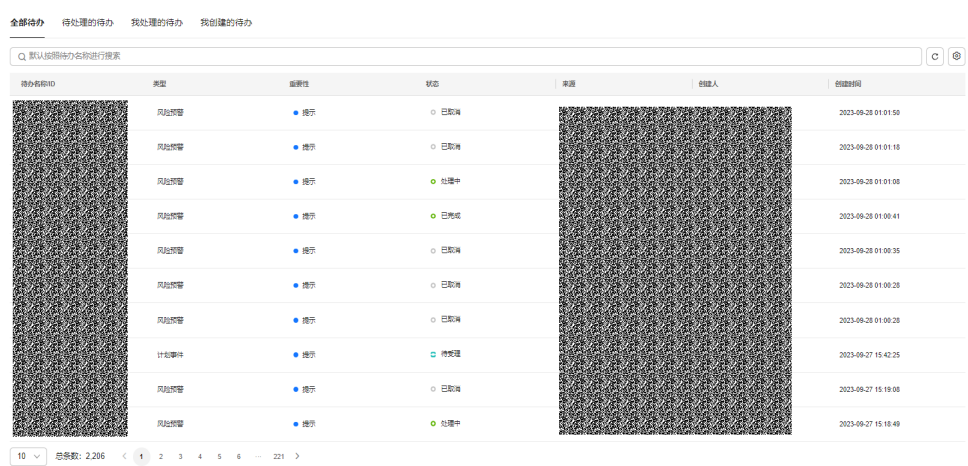 全部待办 待处理的待办 我处理的待办 我创建的待办
默认按照待办名称进行搜索
待办名称/ID 类型 重要性 状态 来源 创建人 创建时间
风险预警 提示 已取消 2023-09-28 01:01:50
风险预警 提示 已取消 2023-09-28 01:01:18
风险预警 提示 处理中 2023-09-28 01:01:08
风险预警 提示 已完成 2023-09-28 01:00:41
风险预警 提示 已取消 2023-09-28 01:00:35
风险预警 提示 已取消 2023-09-28 01:00:28
风险预警 提示 已取消 2023-09-28 01:00:28
计划事件 提示 待受理 2023-09-27 15:42:25
风险预警 提示 已取消 2023-09-27 15:19:08
风险预警 提示 处理中 2023-09-27 15:18:49
10 总条数: 2,206 < 1 2 3 4 5 6 ... 221 >